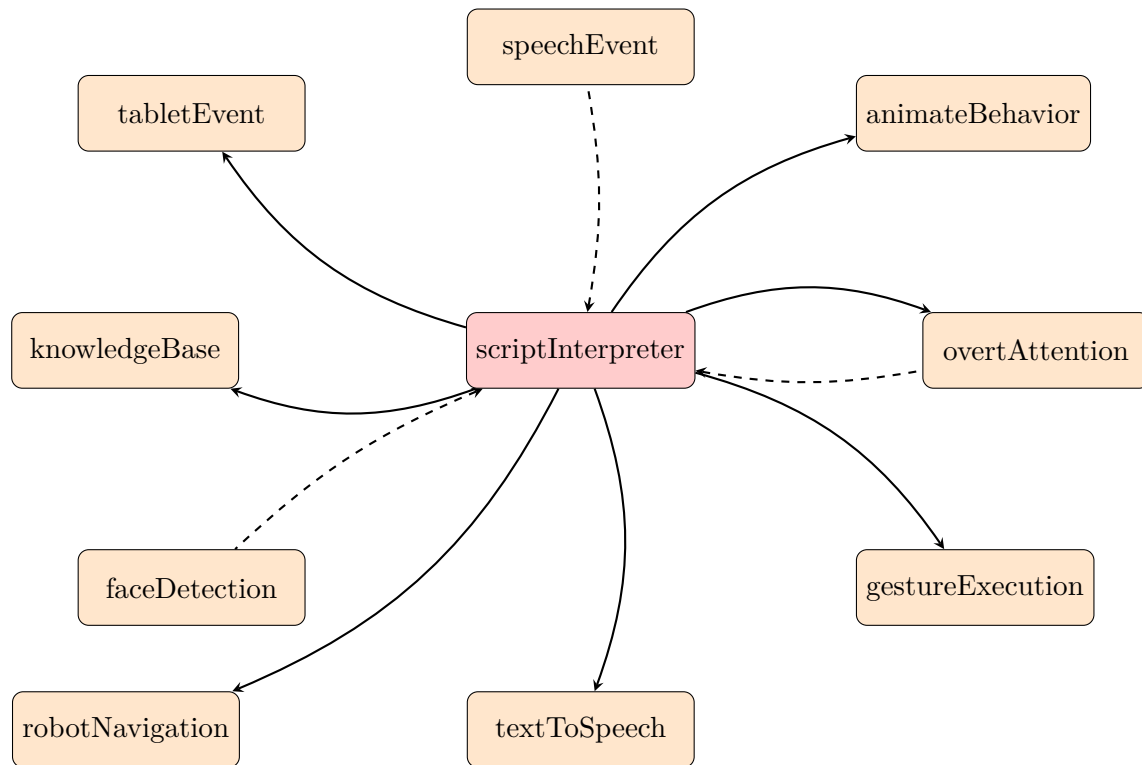 speechEvent
tabletEvent
animateBehavior
knowledgeBase
scriptInterpreter
overtAttention
faceDetection
gestureExecution
robotNavigation
textToSpeech